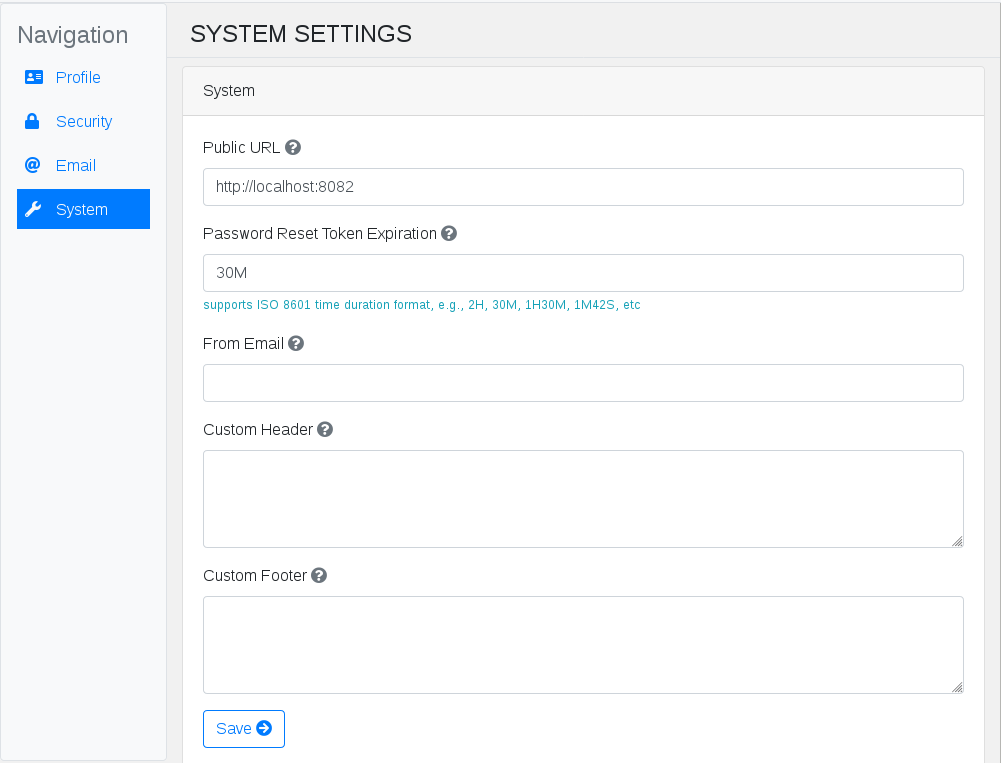 Navigation
Profile
Security
Email
System
SYSTEM SETTINGS
System
Public URL
http://localhost:8082
Password Reset Token Expiration
30M
supports ISO 8601 time duration format, e.g., 2H, 30M, 1H30M, 1M42S, etc
From Email
Custom Header
Custom Footer
Save